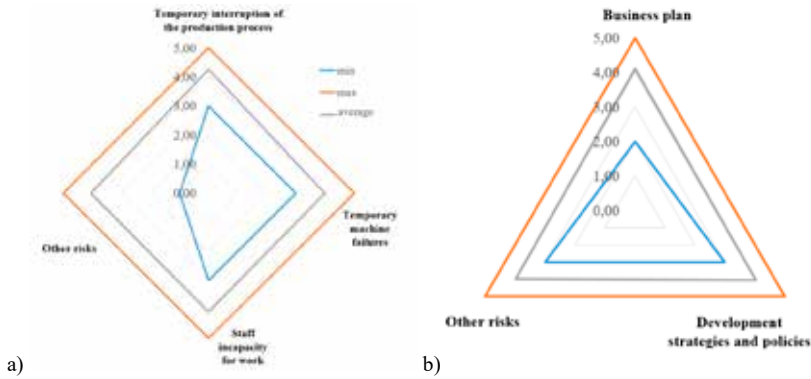 Temporary interruption of
the production process
5,00
4,00
3,00
2,00
1,00
0,00
min
max
average
Temporary
machine
failures
Other risks
Staff
incapacity
for work
a)
Business plan
5,00
4,00
3,00
2,00
1,00
0,00
Other risks
Development
strategies and policies
b)